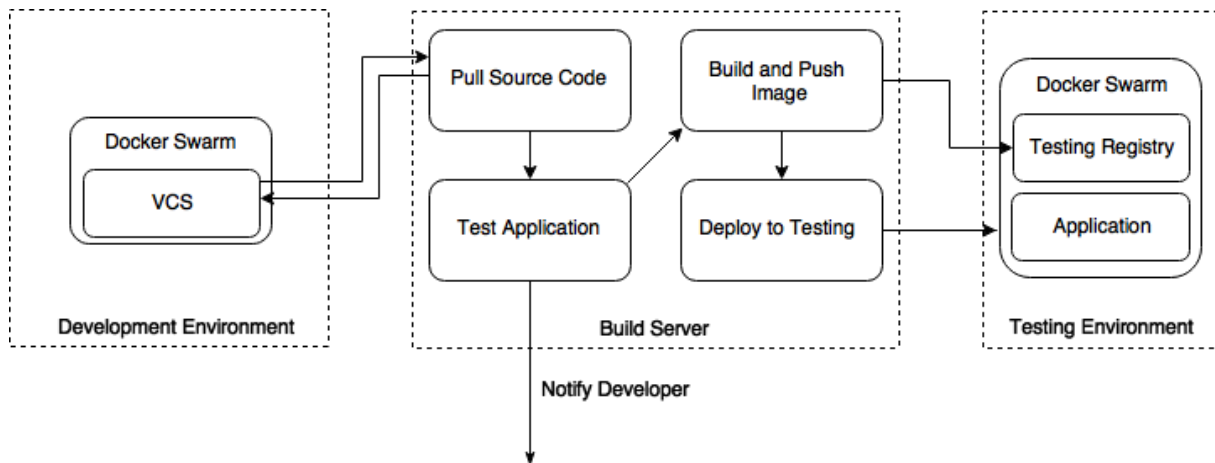 Docker Swarm
VCS
Development Environment
Pull Source Code
Build and Push
Image
Test Application
Deploy to Testing
Build Server
Notify Developer
Docker Swarm
Testing Registry
Application
Testing Environment